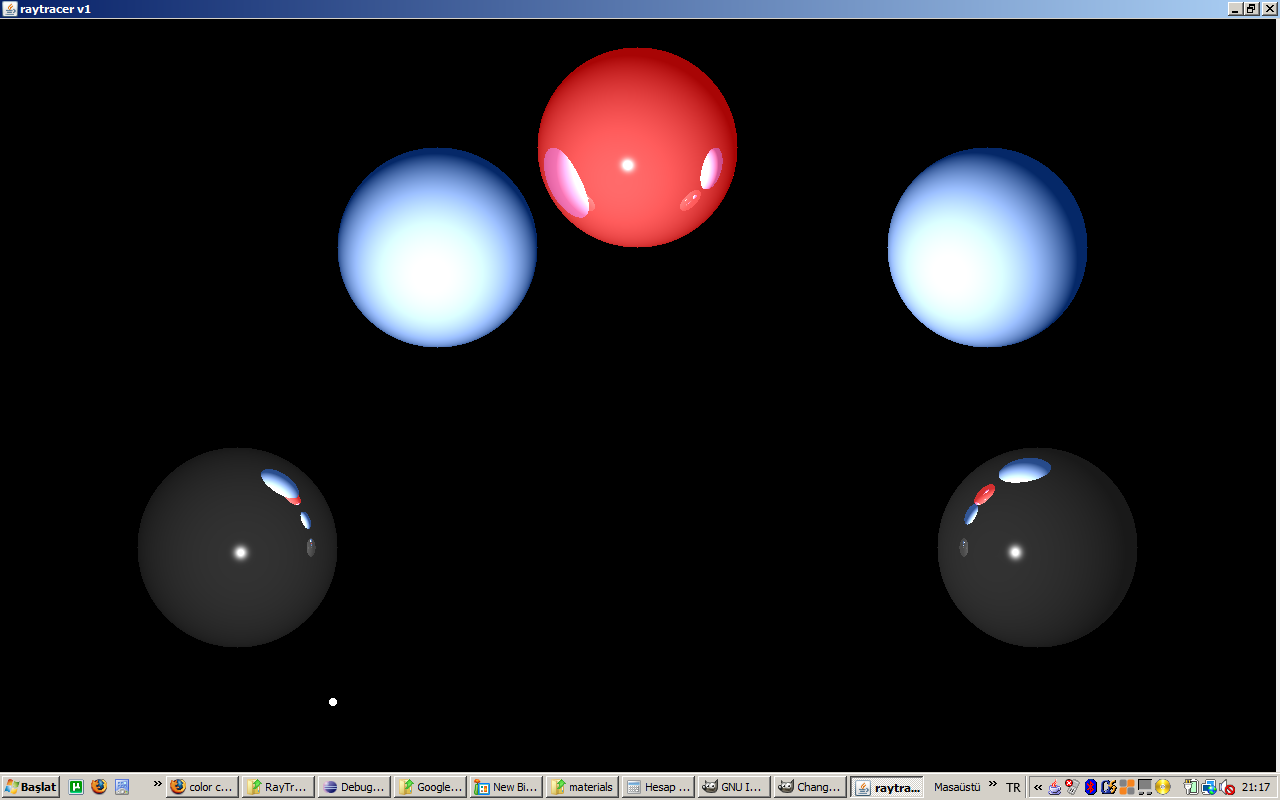 raytracer v1
Başlat
»
color c...
RayTr...
Debug...
Google...
New Bi...
materials
Hesap ...
GNU I...
Chang...
raytra...
Masaüstü
»
TR
«
21:17